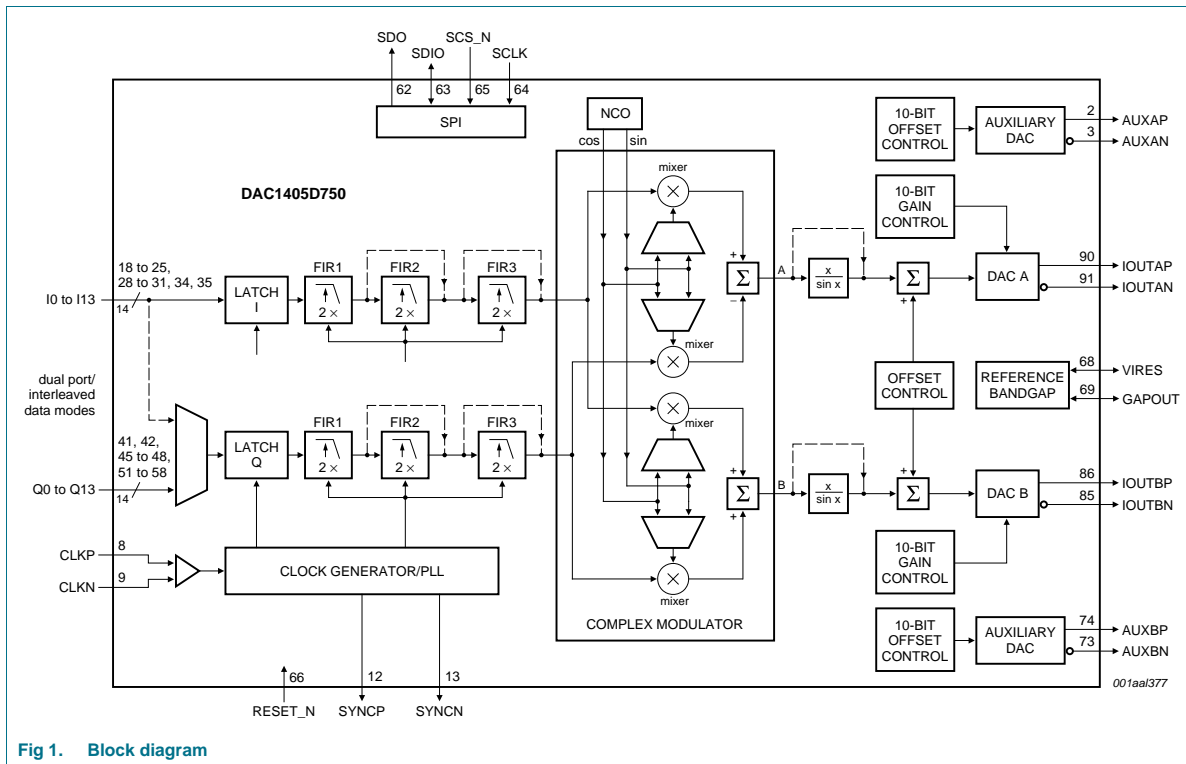 SDO
SDIO
SCS_N
SCLK
62
63
65
64
SPI
NCO
cos
sin
DAC1405D750
mixer
10-BIT
OFFSET
CONTROL
AUXILIARY
DAC
2
AUXAP
3
AUXAN
10-BIT
GAIN
CONTROL
18 to 25,
28 to 31, 34, 35
I0 to I13
14
LATCH
I
FIR1
2 ×
FIR2
2 ×
FIR3
2 ×
+
Σ
−
A
x
sin x
Σ
+
DAC A
90
IOUTAP
91
IOUTAN
mixer
dual port/
interleaved
data modes
OFFSET
CONTROL
REFERENCE
BANDGAP
68
VIRES
69
GAPOUT
mixer
41, 42,
45 to 48,
51 to 58
Q0 to Q13
14
LATCH
Q
FIR1
2 ×
FIR2
2 ×
FIR3
2 ×
+
Σ
+
B
x
sin x
+
Σ
DAC B
86
IOUTBP
85
IOUTBN
CLKP
8
CLKN
9
CLOCK GENERATOR/PLL
mixer
10-BIT
GAIN
CONTROL
COMPLEX MODULATOR
10-BIT
OFFSET
CONTROL
AUXILIARY
DAC
74
AUXBP
73
AUXBN
66
12
13
RESET_N
SYNCP
SYNCN
001aal377
Fig 1. Block diagram